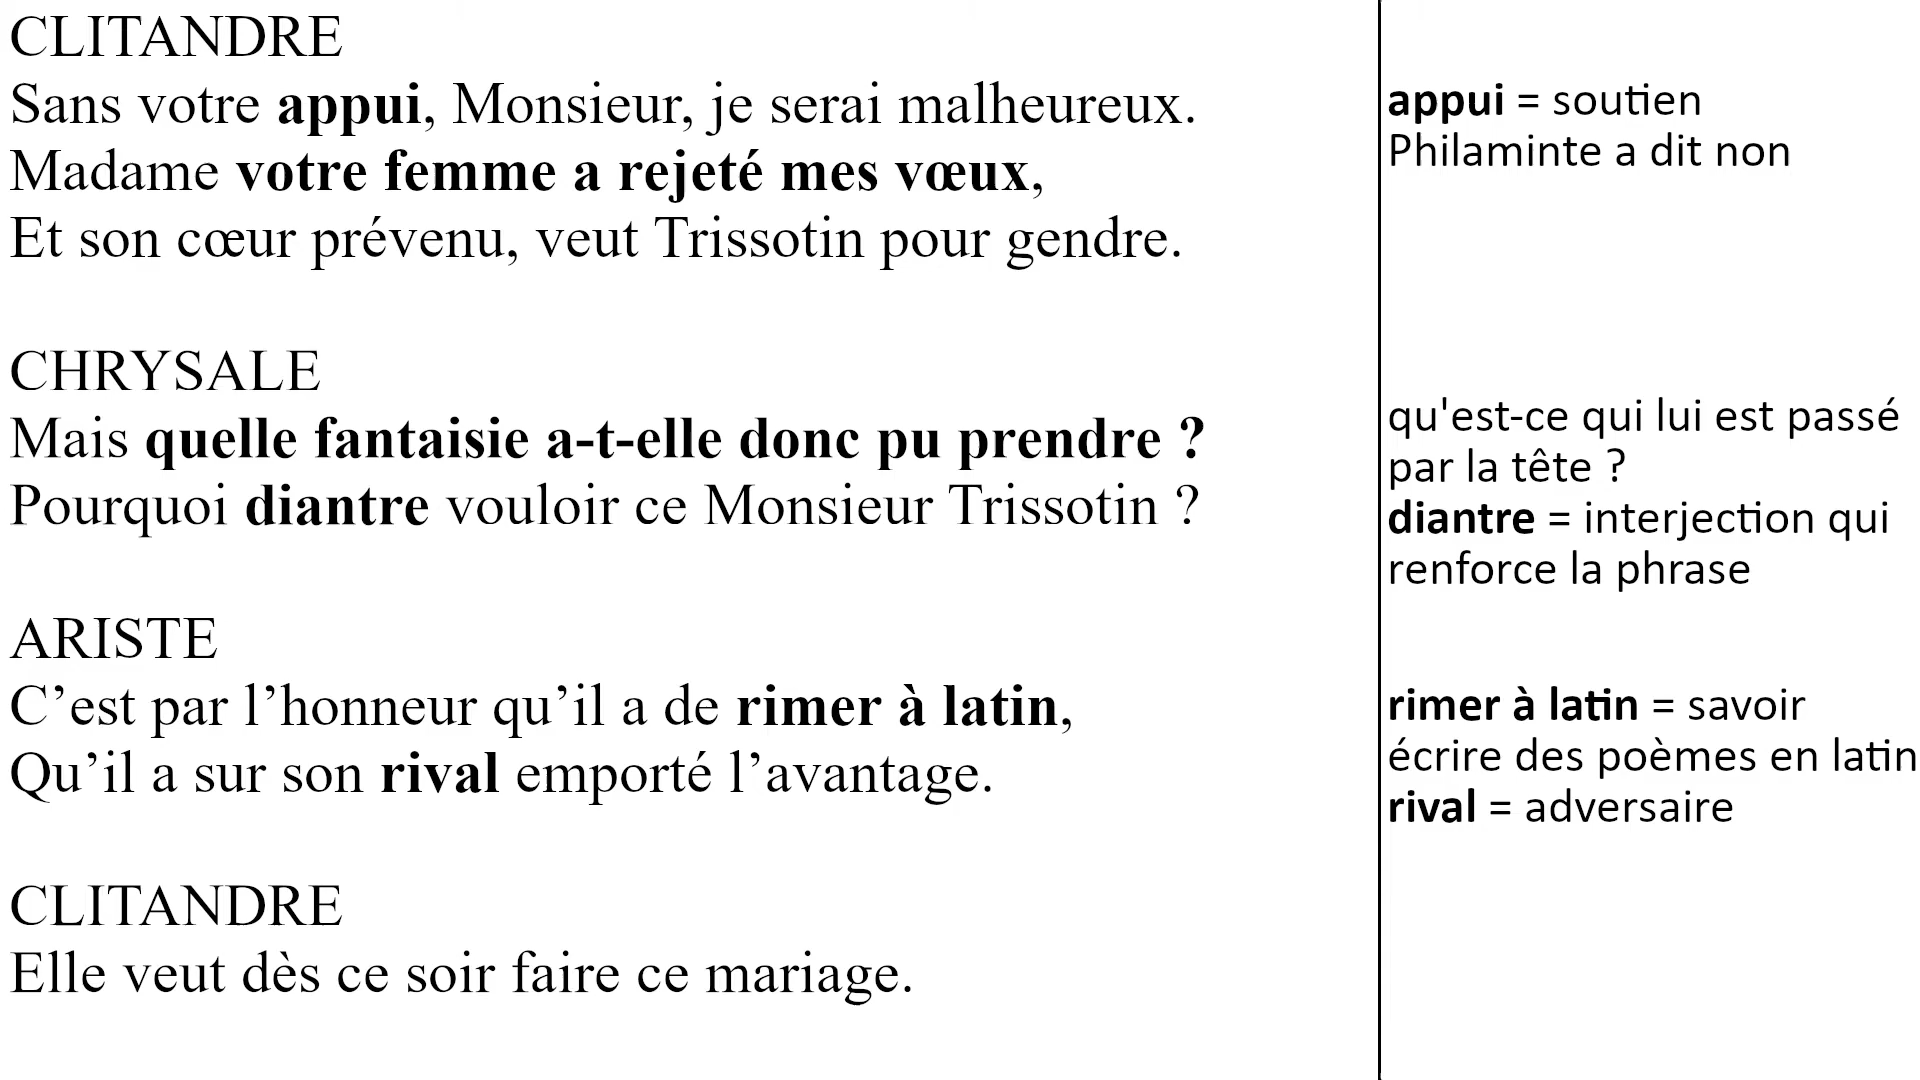 CLITANDRE
Sans votre appui, Monsieur, je serai malheureux.
Madame votre femme a rejeté mes vœux,
Et son cœur prévenu, veut Trissotin pour gendre.
CHRYSALE
Mais quelle fantaisie a-t-elle donc pu prendre ?
Pourquoi diantre vouloir ce Monsieur Trissotin ?
ARISTE
C’est par l’honneur qu’il a de rimer à latin,
Qu’il a sur son rival emporté l’avantage.
CLITANDRE
Elle veut dès ce soir faire ce mariage.
appui = soutien
Philaminte a dit non
qu'est-ce qui lui est passé
par la tête ?
diantre = interjection qui
renforce la phrase
rimer à latin = savoir
écrire des poèmes en latin
rival = adversaire